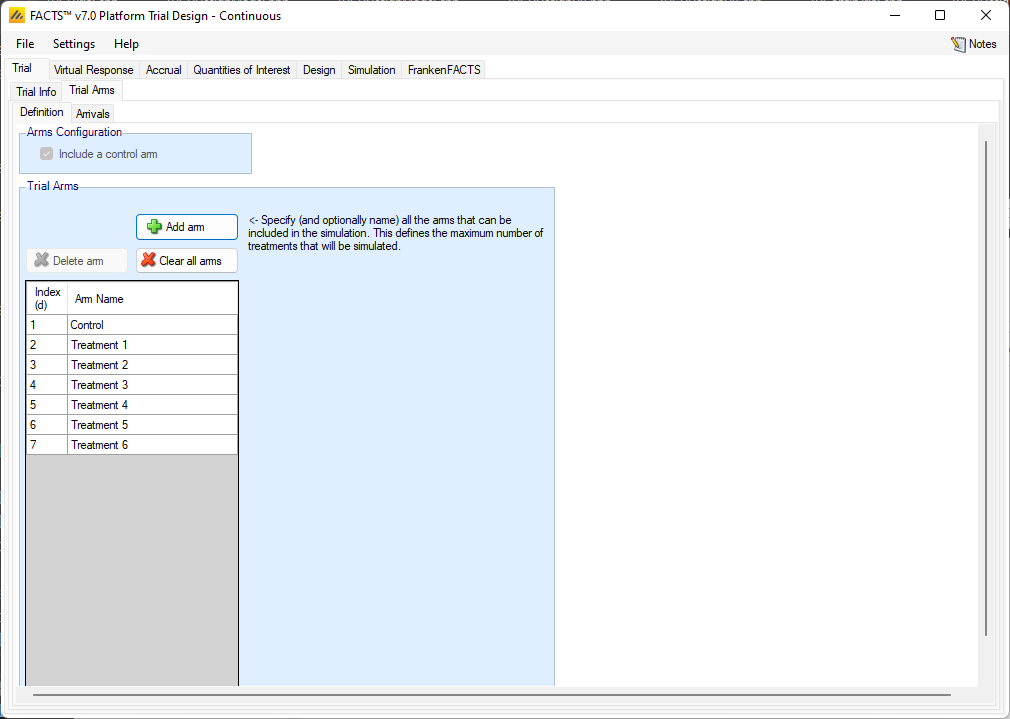 FACTS™ v7.0 Platform Trial Design - Continuous
File Settings Help Notes
Trial Virtual Response Accrual Quantities of Interest Design Simulation FrankenFACTS
Trial Info Trial Arms
Definition Arrivals
Arms Configuration
Include a control arm
Trial Arms
Add arm
Delete arm Clear all arms
<- Specify (and optionally name) all the arms that can be
included in the simulation. This defines the maximum number of
treatments that will be simulated.
Index
(d) Arm Name
1 Control
2 Treatment 1
3 Treatment 2
4 Treatment 3
5 Treatment 4
6 Treatment 5
7 Treatment 6